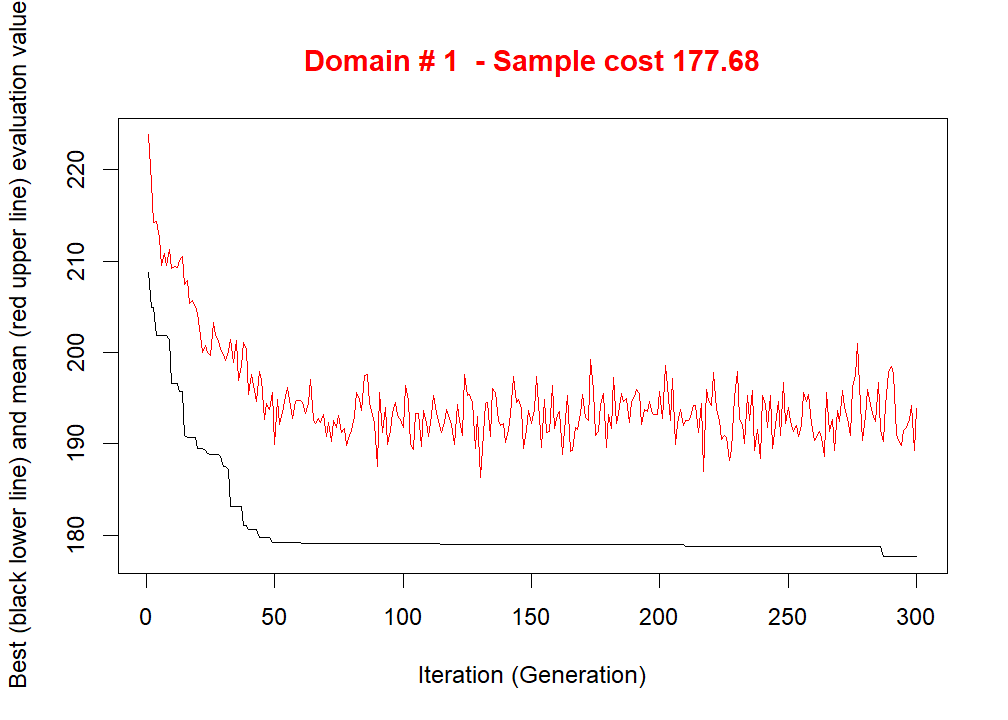 Domain # 1  - Sample cost 177.68
Best (black lower line) and mean (red upper line) evaluation value
220
210
200
190
180
0 50 100 150 200 250 300
Iteration (Generation)